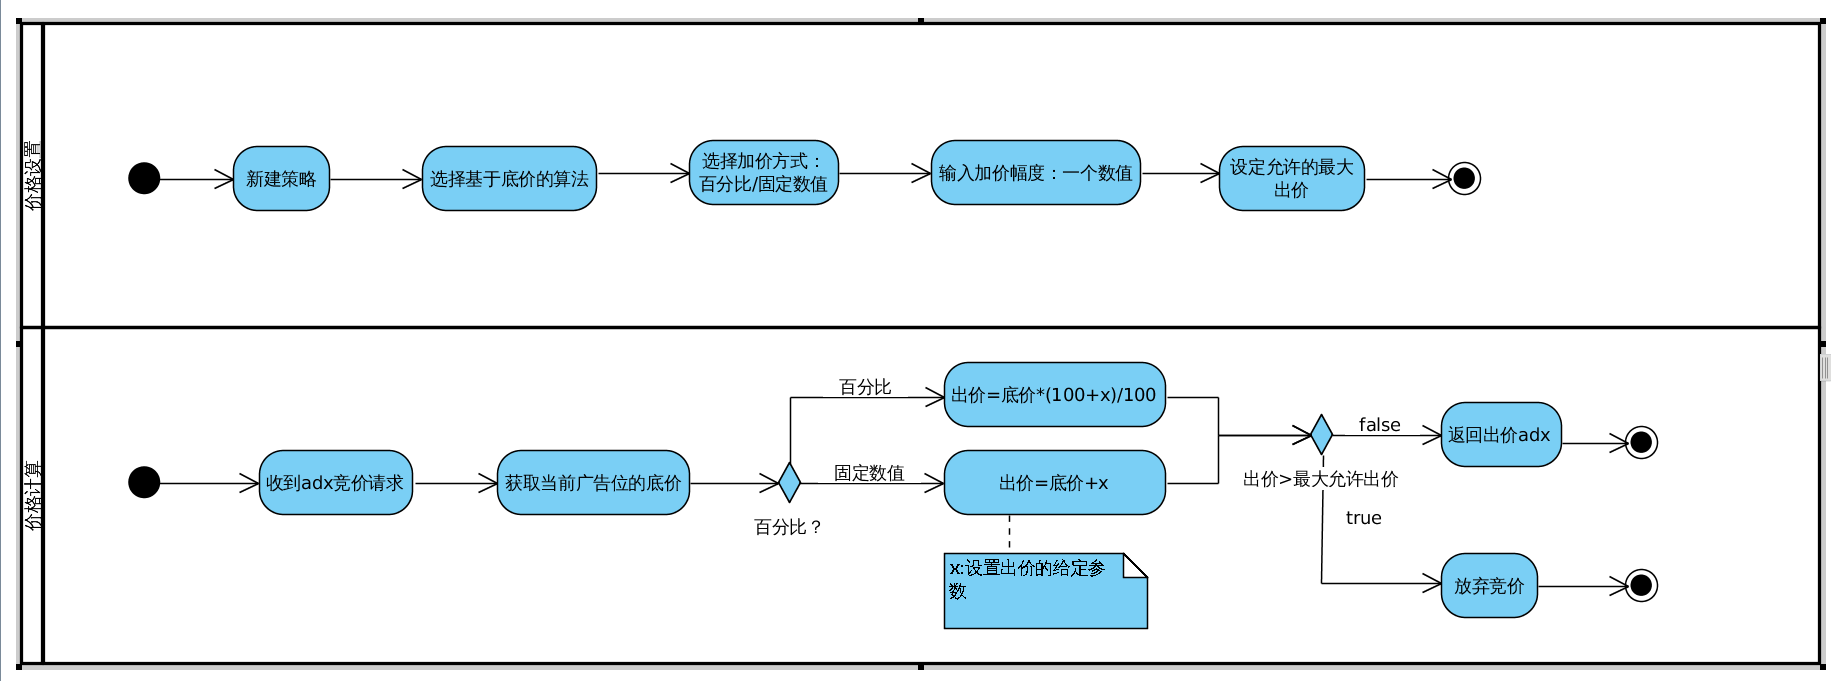 价格设置
新建策略
选择基于底价的算法
选择加价方式：
百分比/固定数值
输入加价幅度：一个数值
设定允许的最大
出价
价格计算
收到adx竞价请求
获取当前广告位的底价
百分比？
百分比
固定数值
出价=底价*(100+x)/100
出价=底价+x
x:设置出价的给定参
数
出价>最大允许出价
false
true
返回出价adx
放弃竞价